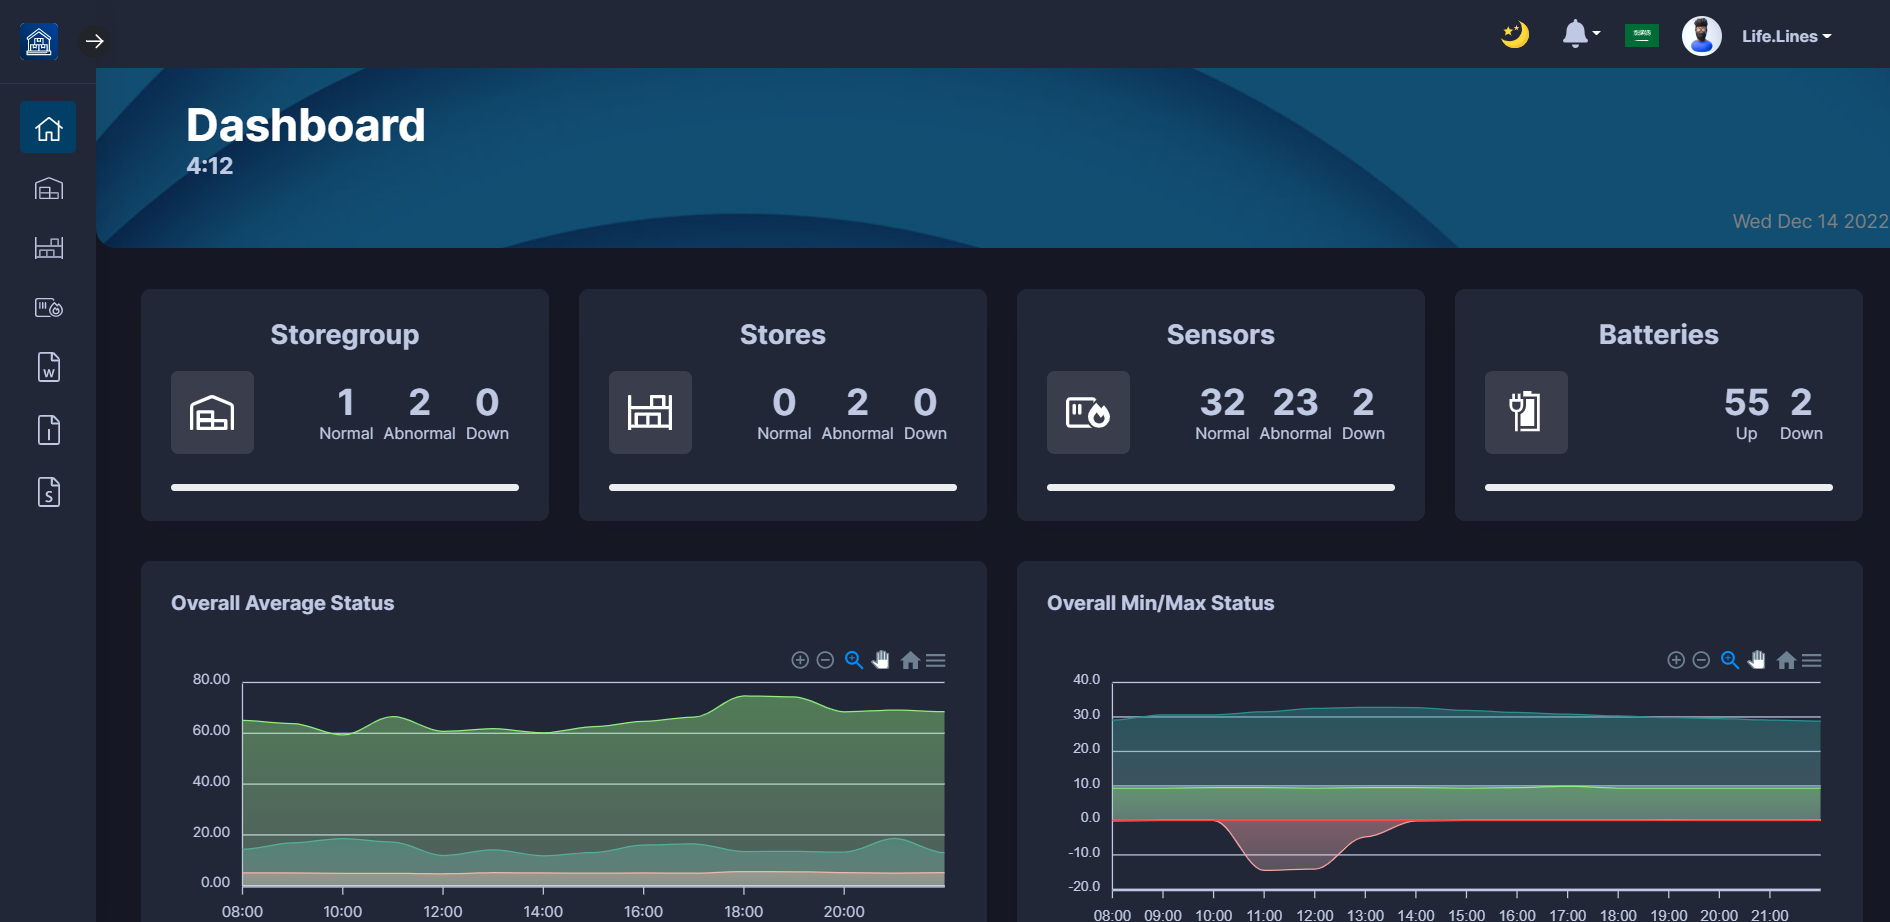 Life.Lines
Dashboard
4:12
Wed Dec 14 2022
Storegroup
1 2 0
Normal Abnormal Down
Stores
0 2 0
Normal Abnormal Down
Sensors
32 23 2
Normal Abnormal Down
Batteries
55 2
Up Down
W
I
S
Overall Average Status
80.00
60.00
40.00
20.00
0.00
08:00 10:00 12:00 14:00 16:00 18:00 20:00
Overall Min/Max Status
40.0
30.0
20.0
10.0
0.0
-10.0
-20.0
08:00 09:00 10:00 11:00 12:00 13:00 14:00 15:00 16:00 17:00 18:00 19:00 20:00 21:00